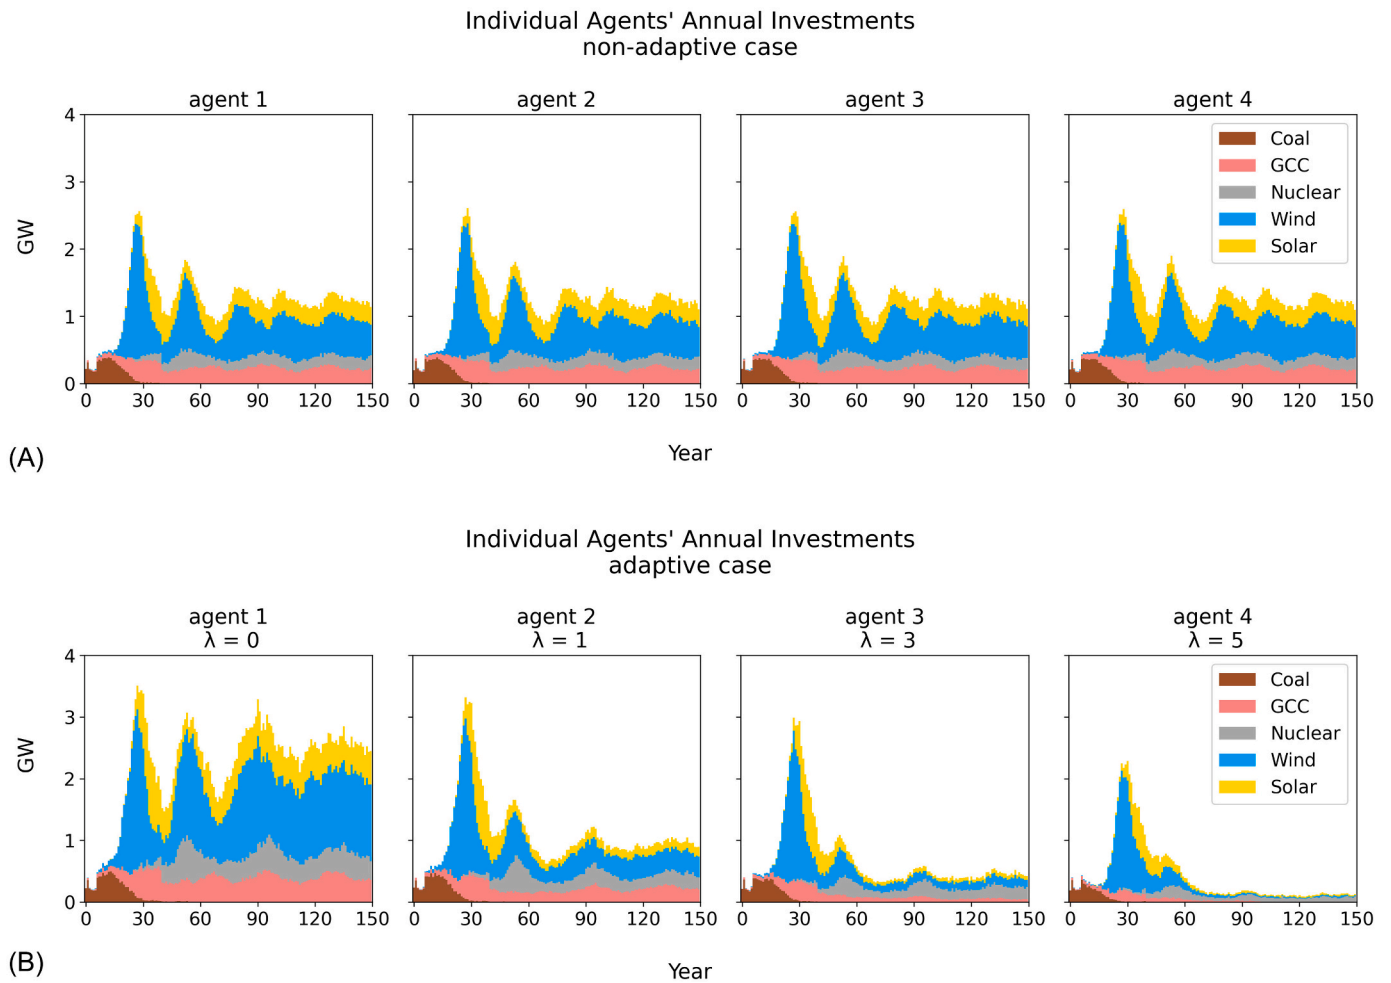 Individual Agents' Annual Investments
non-adaptive case
agent 1
agent 2
agent 3
agent 4
4
3
2
1
0
GW
Coal
GCC
Nuclear
Wind
Solar
0 30 60 90 120 150
0 30 60 90 120 150
0 30 60 90 120 150
0 30 60 90 120 150
Year
(A)
Individual Agents' Annual Investments
adaptive case
agent 1
λ = 0
agent 2
λ = 1
agent 3
λ = 3
agent 4
λ = 5
4
3
2
1
0
GW
Coal
GCC
Nuclear
Wind
Solar
0 30 60 90 120 150
0 30 60 90 120 150
0 30 60 90 120 150
0 30 60 90 120 150
Year
(B)